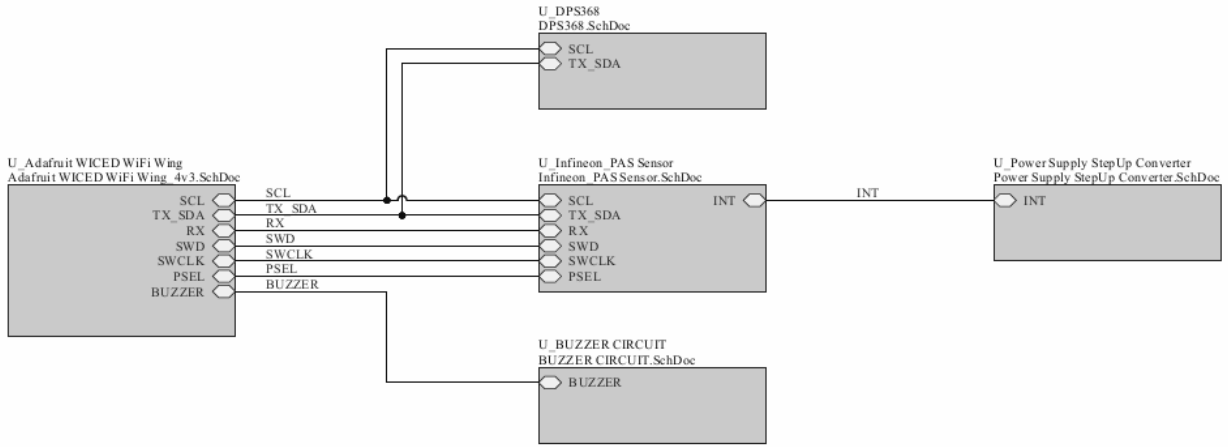 U_DPS368
DPS368.SchDoc
SCL
TX_SDA
U_Adafruit WICED WiFi Wing
Adafruit WICED WiFi Wing_4v3.SchDoc
SCL
TX_SDA
RX
SWD
SWCLK
PSEL
BUZZER
SCL
TX_SDA
RX
SWD
SWCLK
PSEL
BUZZER
U_Infineon_PAS Sensor
Infineon_PASSensor.SchDoc
SCL
TX_SDA
RX
SWD
SWCLK
PSEL
INT
INT
U_Power Supply StepUp Converter
Power Supply StepUp Converter.SchDoc
INT
U_BUZZER CIRCUIT
BUZZER CIRCUIT.SchDoc
BUZZER